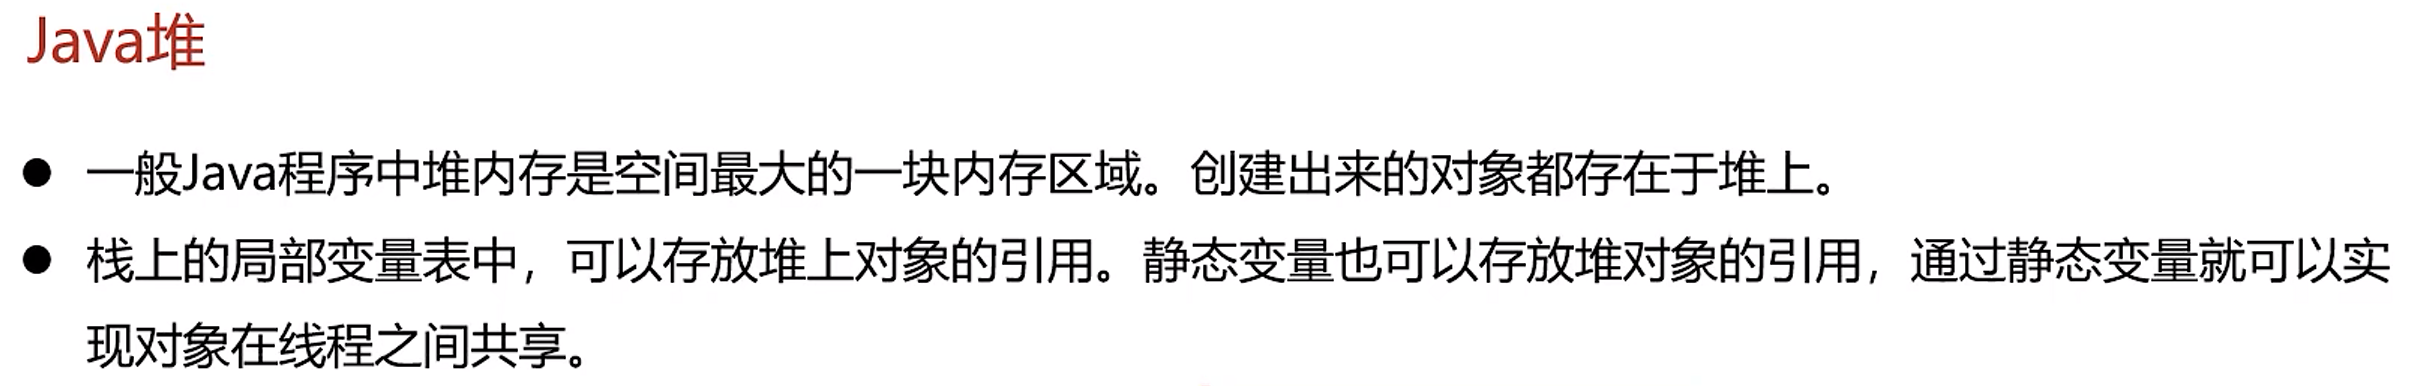 Java堆
● 一般Java程序中堆内存是空间最大的一块内存区域。创建出来的对象都存在于堆上。
● 栈上的局部变量表中，可以存放堆上对象的引用。静态变量也可以存放堆对象的引用，通过静态变量就可以实
现对象在线程之间共享。